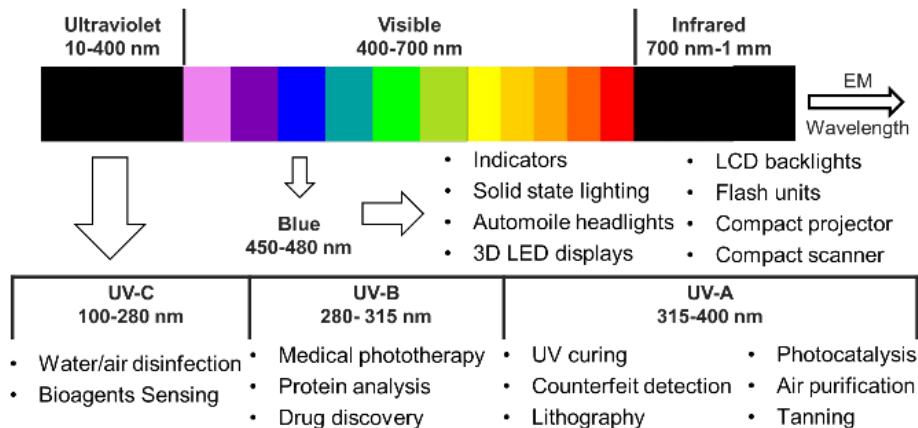 Ultraviolet
10-400 nm
Visible
400-700 nm
Infrared
700 nm-1 mm
EM
Wavelength
Blue
450-480 nm
• Indicators
• Solid state lighting
• Automoile headlights
• 3D LED displays
• LCD backlights
• Flash units
• Compact projector
• Compact scanner
UV-C
100-280 nm
• Water/air disinfection
• Bioagents Sensing
UV-B
280- 315 nm
• Medical phototherapy
• Protein analysis
• Drug discovery
UV-A
315-400 nm
• UV curing
• Counterfeit detection
• Lithography
• Photocatalysis
• Air purification
• Tanning